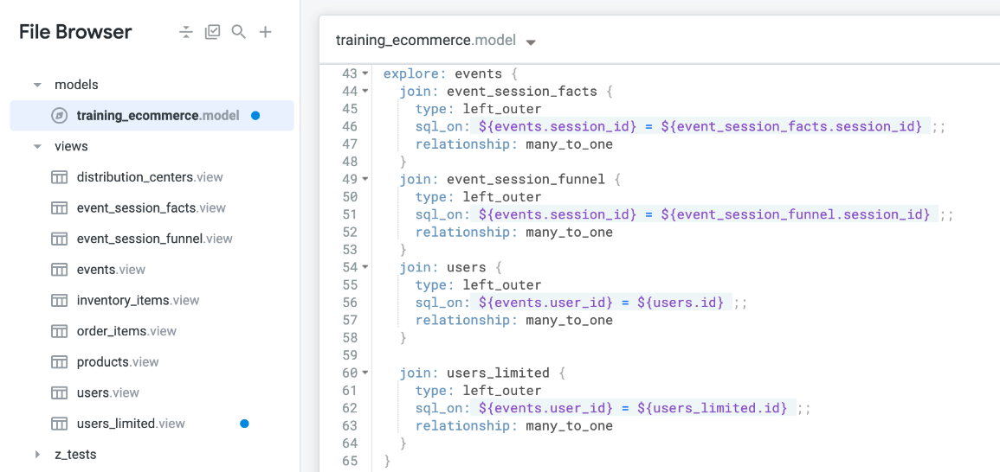 File Browser
models
training_ecommerce.model
views
distribution_centers.view
event_session_facts.view
event_session_funnel.view
events.view
inventory_items.view
order_items.view
products.view
users.view
users_limited.view
z_tests
training_ecommerce.model
43 explore: events {
44 join: event_session_facts {
45 type: left_outer
46 sql_on: ${events.session_id} = ${event_session_facts.session_id} ;;
47 relationship: many_to_one
48 }
49 join: event_session_funnel {
50 type: left_outer
51 sql_on: ${events.session_id} = ${event_session_funnel.session_id} ;;
52 relationship: many_to_one
53 }
54 join: users {
55 type: left_outer
56 sql_on: ${events.user_id} = ${users.id} ;;
57 relationship: many_to_one
58 }
59
60 join: users_limited {
61 type: left_outer
62 sql_on: ${events.user_id} = ${users_limited.id} ;;
63 relationship: many_to_one
64 }
65 }